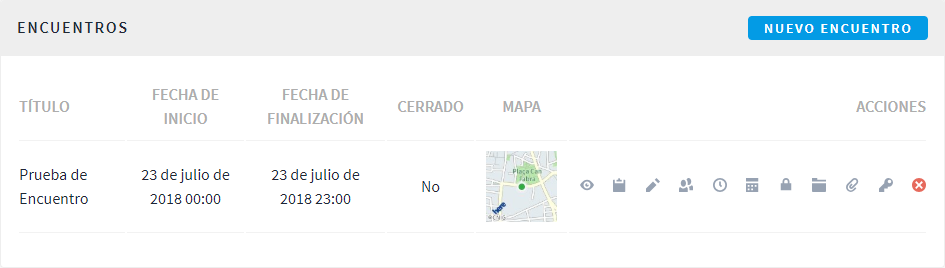 ENCUENTROS
NUEVO ENCUENTRO
TÍTULO
FECHA DE
INICIO
FECHA DE
FINALIZACIÓN
CERRADO
MAPA
ACCIONES
Prueba de
Encuentro
23 de julio de
2018 00:00
23 de julio de
2018 23:00
No
Plaça Can
Fabra
here